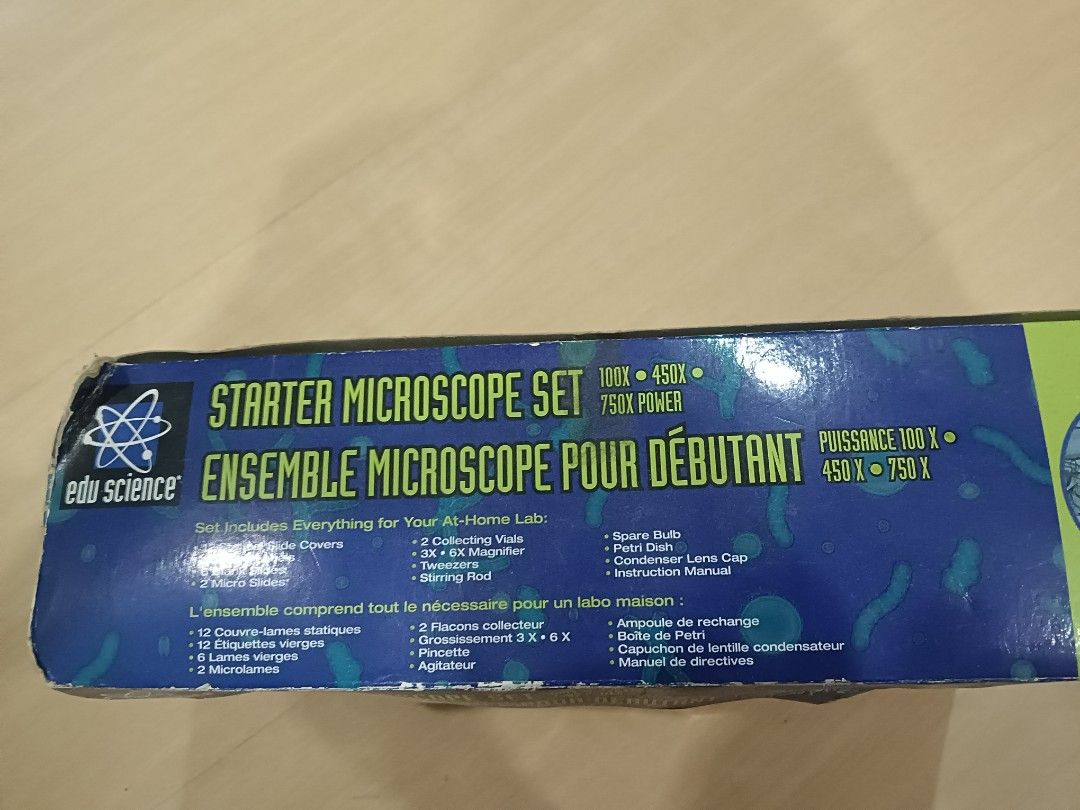 edu science
STARTER MICROSCOPE SET
100X • 450X •
750X POWER
ENSEMBLE MICROSCOPE POUR DÉBUTANT
PUISSANCE 100 X •
450 X • 750 X
Set Includes Everything for Your At-Home Lab:
Slide Covers
• 2 Micro Slides
• 2 Collecting Vials
• 3X • 6X Magnifier
• Tweezers
• Stirring Rod
• Spare Bulb
• Petri Dish
• Condenser Lens Cap
• Instruction Manual
L'ensemble comprend tout le nécessaire pour un labo maison :
• 12 Couvre-lames statiques
• 12 Étiquettes vierges
• 6 Lames vierges
• 2 Microlames
• 2 Flacons collecteur
• Grossissement 3 X • 6 X
• Pincette
• Agitateur
• Ampoule de rechange
• Boîte de Petri
• Capuchon de lentille condensateur
• Manuel de directives